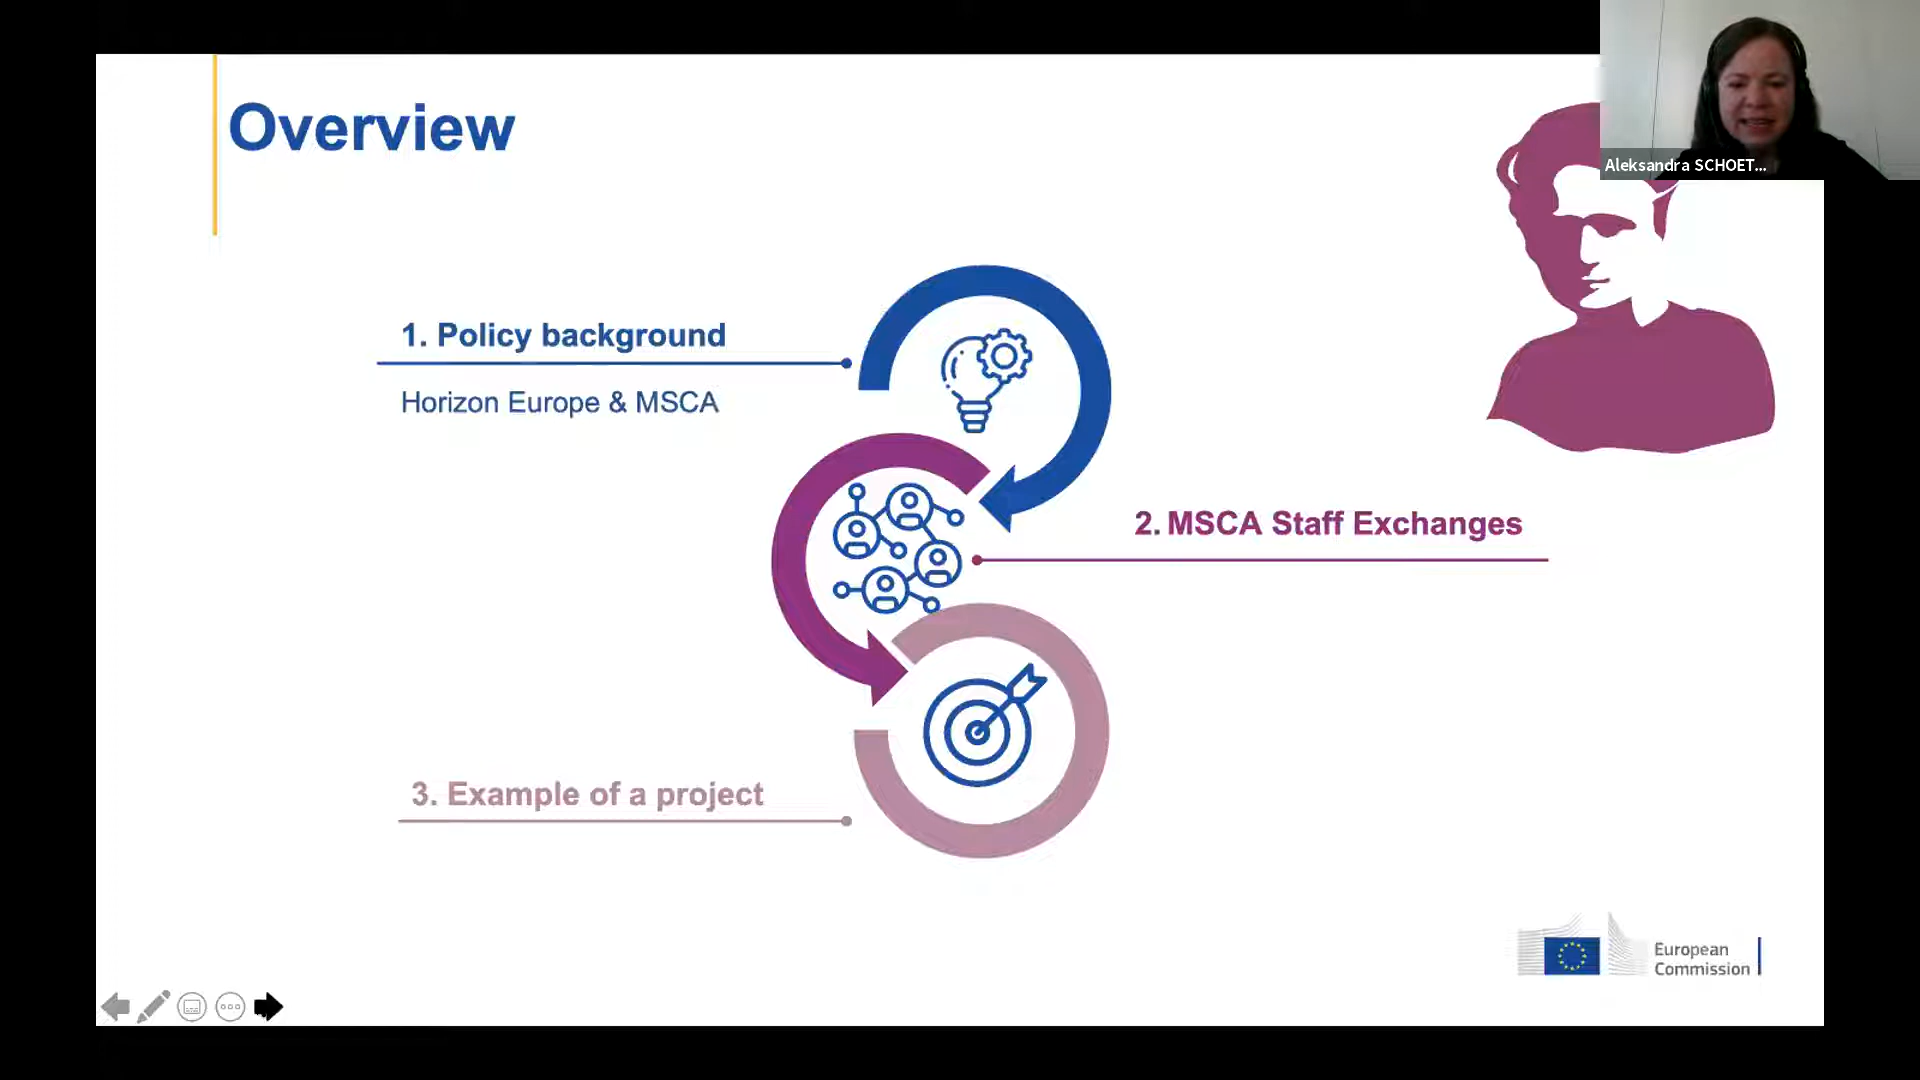 Overview
Aleksandra SCHOET...
1. Policy background
Horizon Europe & MSCA
2. MSCA Staff Exchanges
3. Example of a project
European
Commission